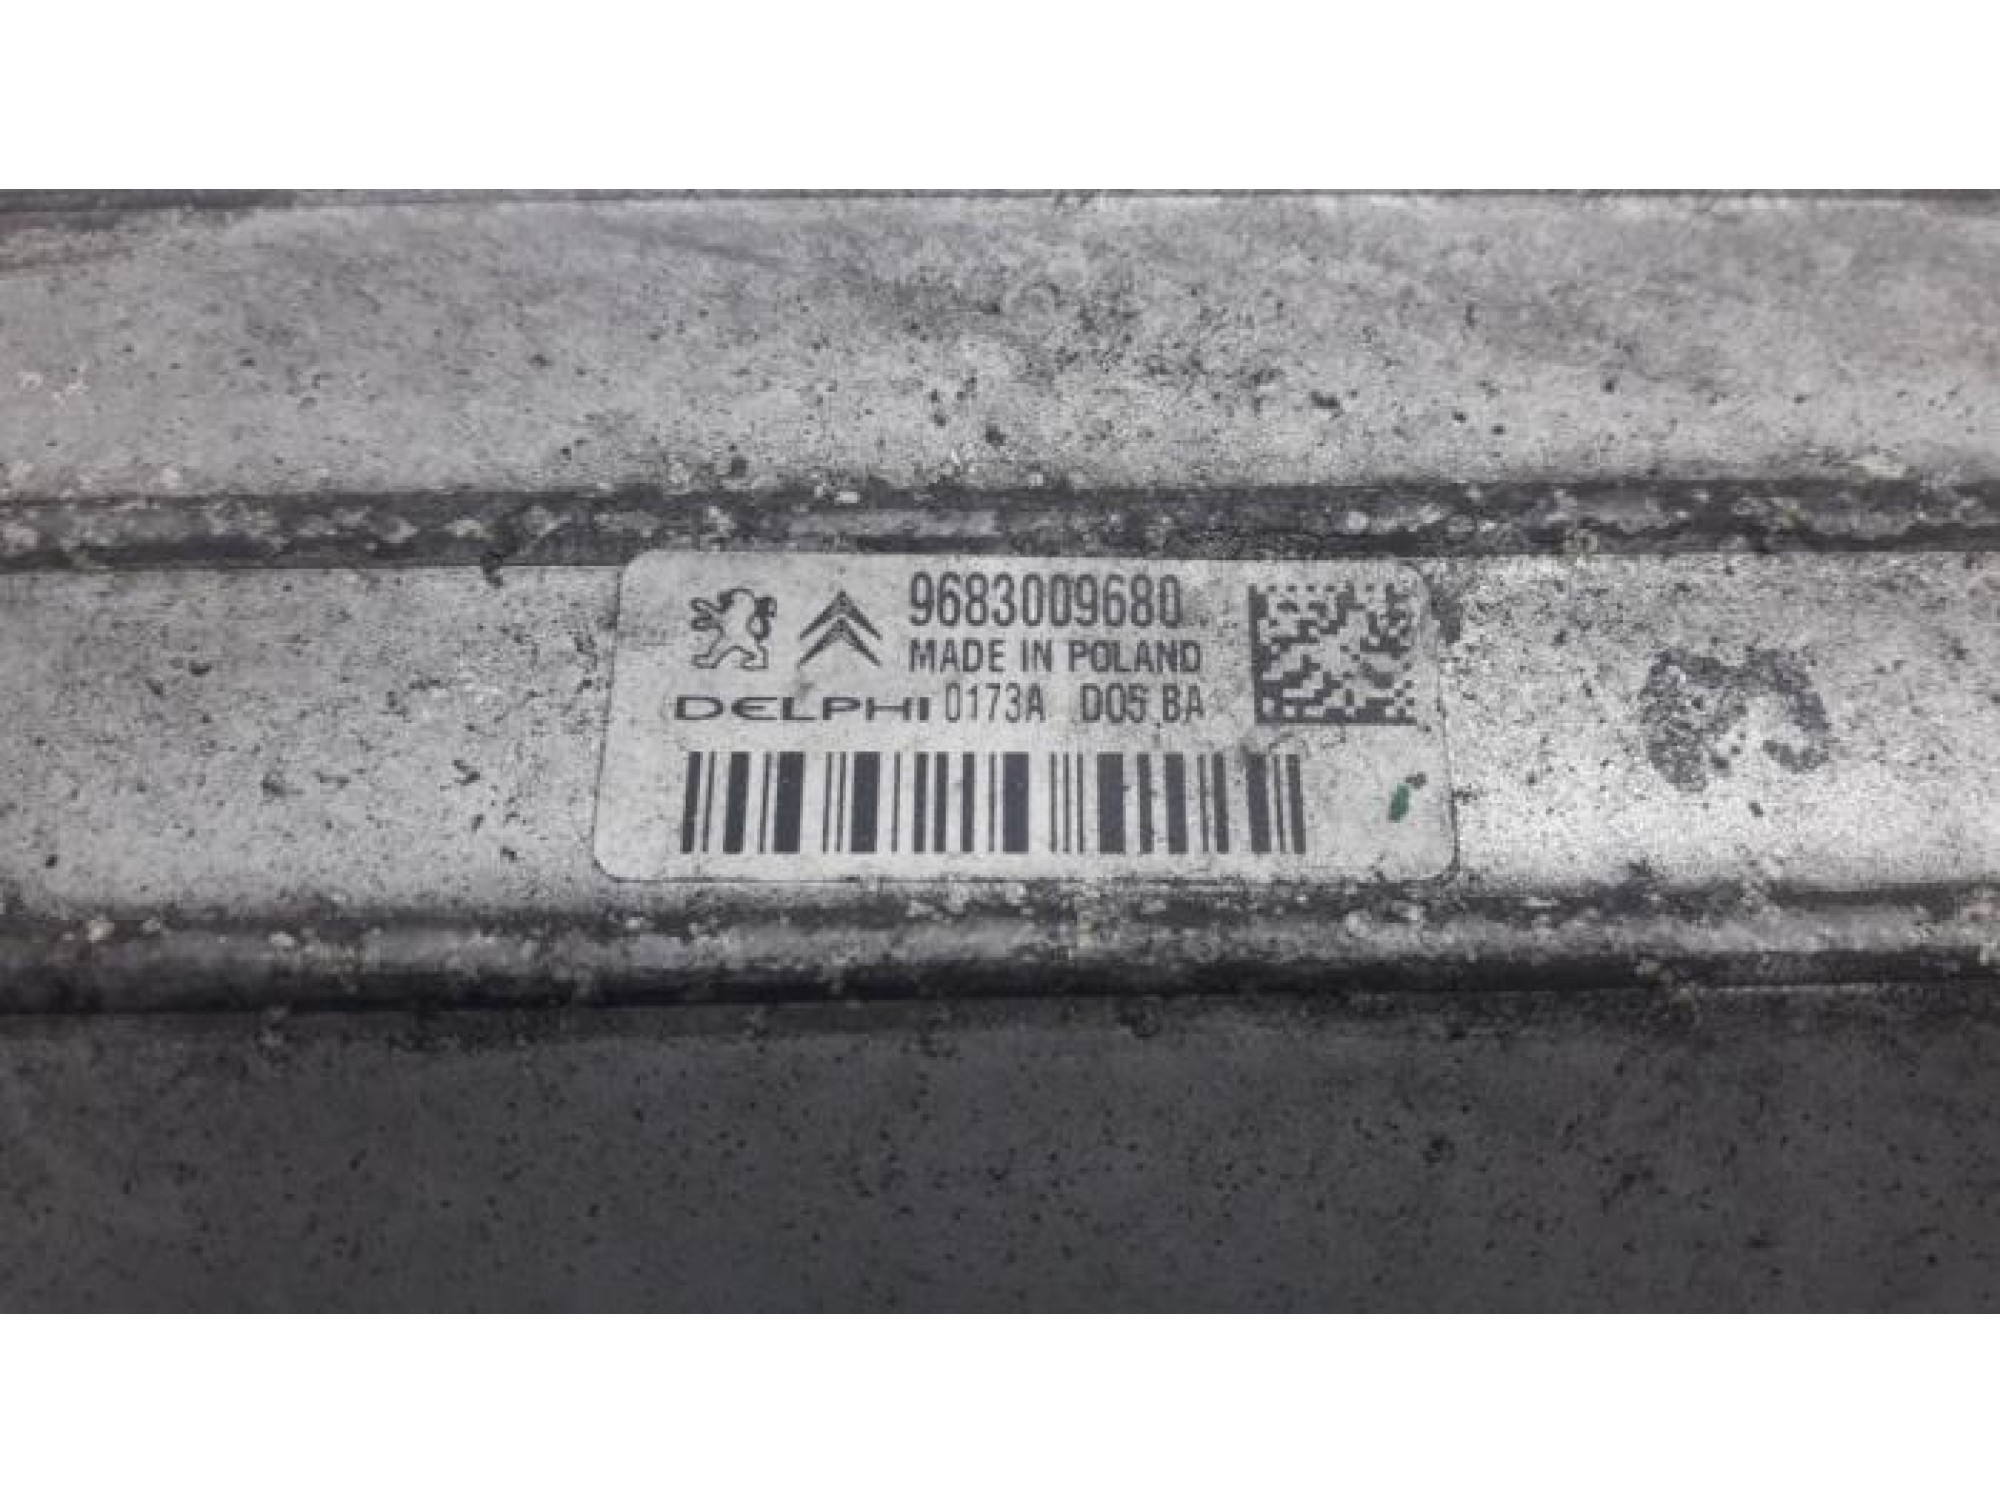 9683009680
MADE IN POLAND
DELPHI 0173A D05 BA